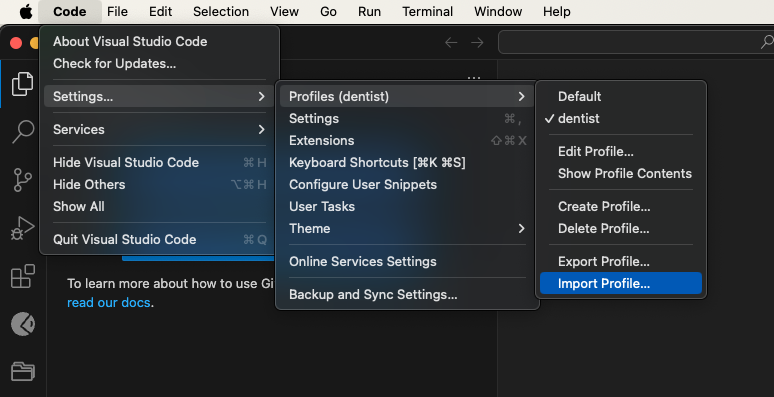 Code File Edit Selection View Go Run Terminal Window Help
About Visual Studio Code
Check for Updates...
Settings...
Services
Hide Visual Studio Code ⌘H
Hide Others ⌥⌘H
Show All
Quit Visual Studio Code ⌘Q
To learn more about how to use Gi
read our docs.
...
Profiles (dentist)
Settings ⌘,
Extensions ⇧⌘X
Keyboard Shortcuts [⌘K ⌘S]
Configure User Snippets
User Tasks
Theme
Online Services Settings
Backup and Sync Settings...
Default
✓ dentist
Edit Profile...
Show Profile Contents
Create Profile...
Delete Profile...
Export Profile...
Import Profile...